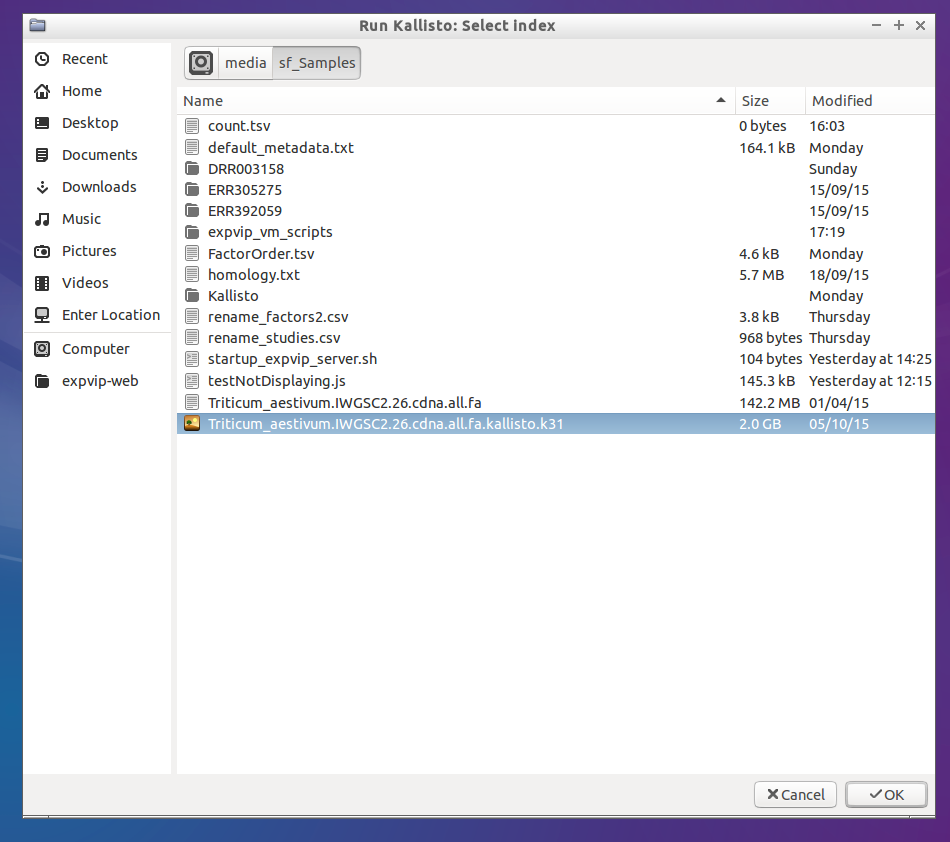 Run Kallisto: Select index
Recent
Home
Desktop
Documents
Downloads
Music
Pictures
Videos
Enter Location
Computer
expvip-web
media sf_Samples
Name Size Modified
count.tsv 0 bytes 16:03
default_metadata.txt 164.1 kB Monday
DRR003158 Sunday
ERR305275 15/09/15
ERR392059 15/09/15
expvip_vm_scripts 17:19
FactorOrder.tsv 4.6 kB Monday
homology.txt 5.7 MB 18/09/15
Kallisto Monday
rename_factors2.csv 3.8 kB Thursday
rename_studies.csv 968 bytes Thursday
startup_expvip_server.sh 104 bytes Yesterday at 14:25
testNotDisplaying.js 145.3 kB Yesterday at 12:15
Triticum_aestivum.IWGSC2.26.cdna.all.fa 142.2 MB 01/04/15
Triticum_aestivum.IWGSC2.26.cdna.all.fa.kallisto.k31 2.0 GB 05/10/15
Cancel OK